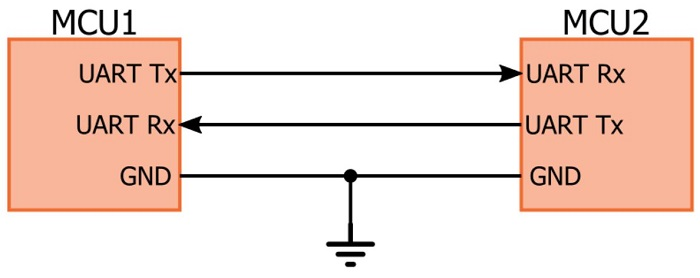 MCU1
UART Tx
UART Rx
GND
MCU2
UART Rx
UART Tx
GND